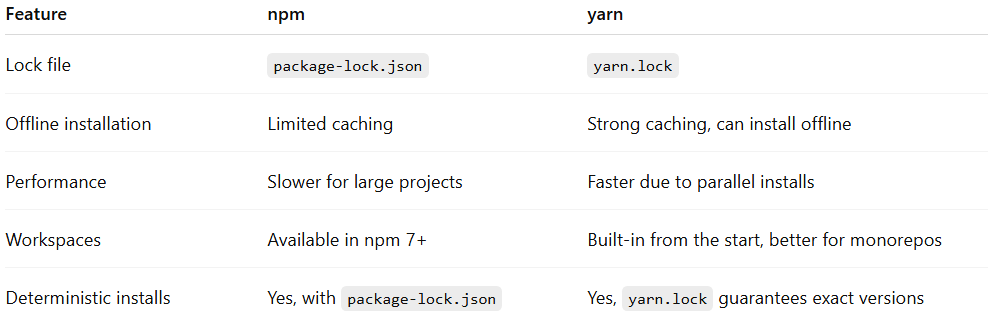 Feature npm yarn
Lock file package-lock.json yarn.lock
Offline installation Limited caching Strong caching, can install offline
Performance Slower for large projects Faster due to parallel installs
Workspaces Available in npm 7+ Built-in from the start, better for monorepos
Deterministic installs Yes, with package-lock.json Yes, yarn.lock guarantees exact versions